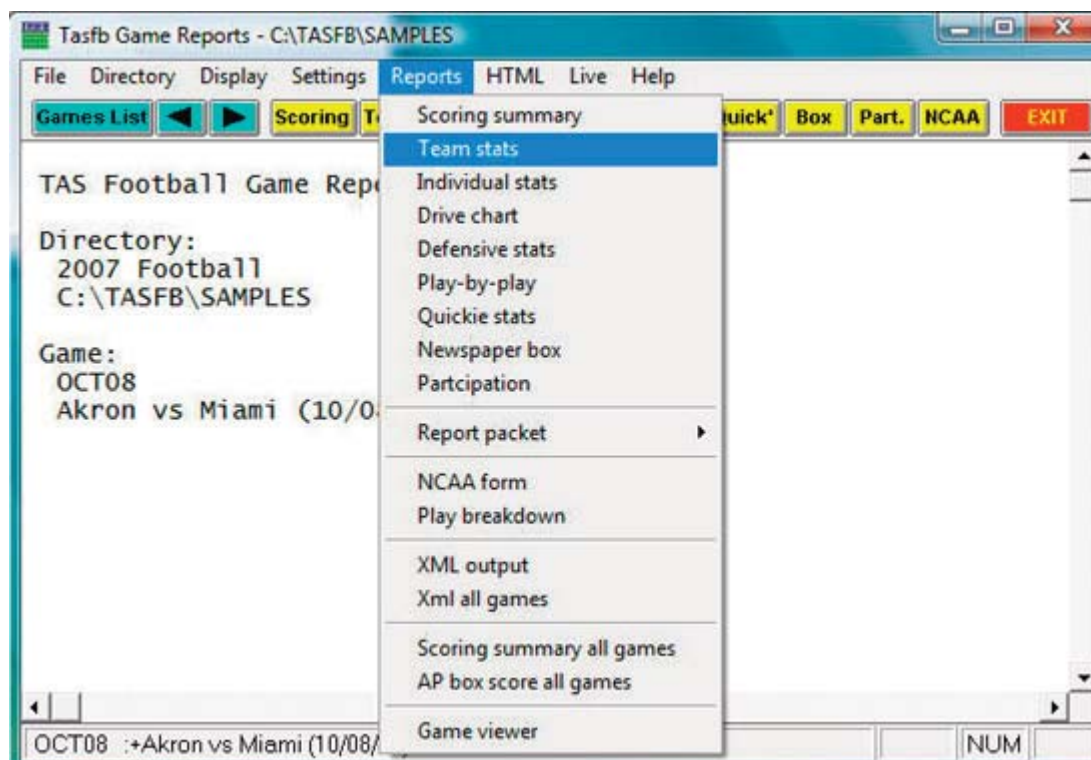 Tasfb Game Reports - C:\TASFB\SAMPLES
File Directory Display Settings Reports HTML Live Help
Games List Scoring Box Part. NCAA EXIT
TAS Football Game
Directory:
2007 Football
C:\TASFB\SAMPLES
Game:
OCT08
Akron vs Miami
Scoring summary
Team stats
Individual stats
Drive chart
Defensive stats
Play-by-play
Quickie stats
Newspaper box
Partcipation
Report packet
NCAA form
Play breakdown
XML output
Xml all games
Scoring summary all games
AP box score all games
Game viewer
OCT08 :+Akron vs Miami (10/08/
NUM